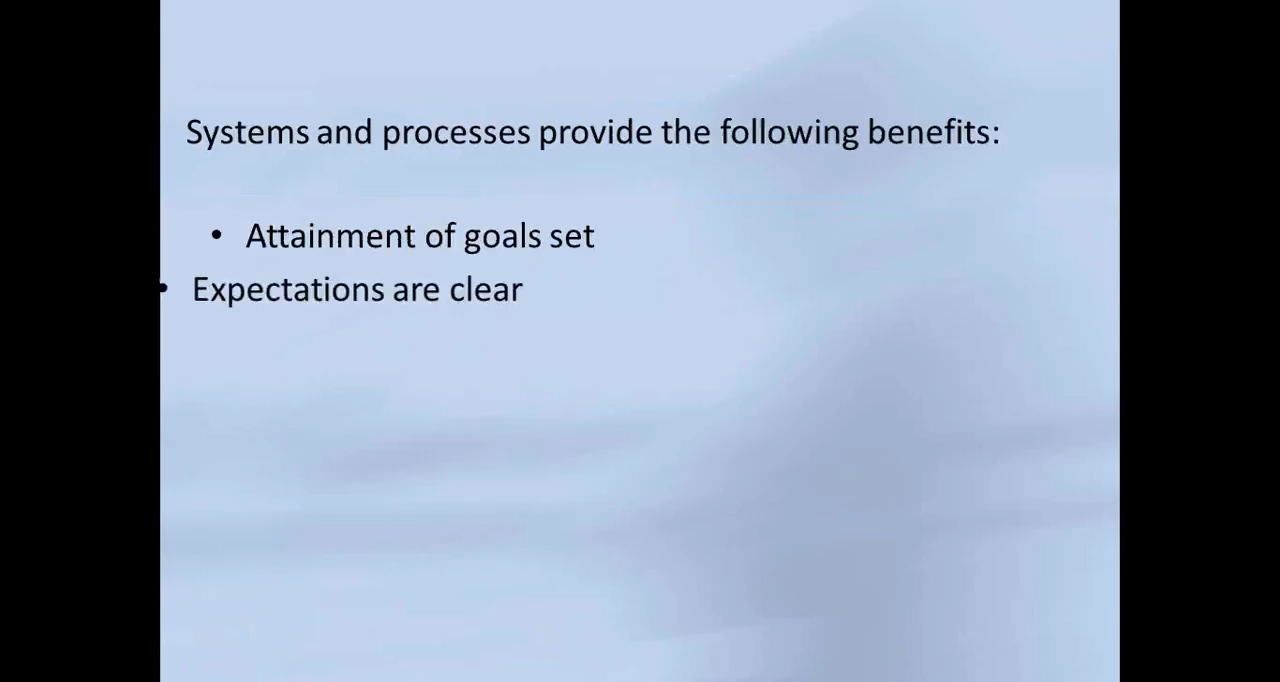 Systems and processes provide the following benefits:
• Attainment of goals set
• Expectations are clear